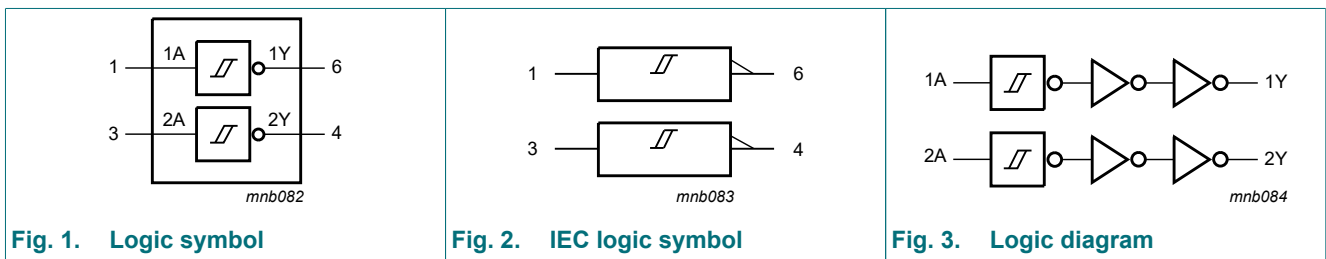 1 1A 1Y 6
3 2A 2Y 4
mnb082
Fig. 1. Logic symbol
1 6
3 4
mnb083
Fig. 2. IEC logic symbol
1A 1Y
2A 2Y
mnb084
Fig. 3. Logic diagram